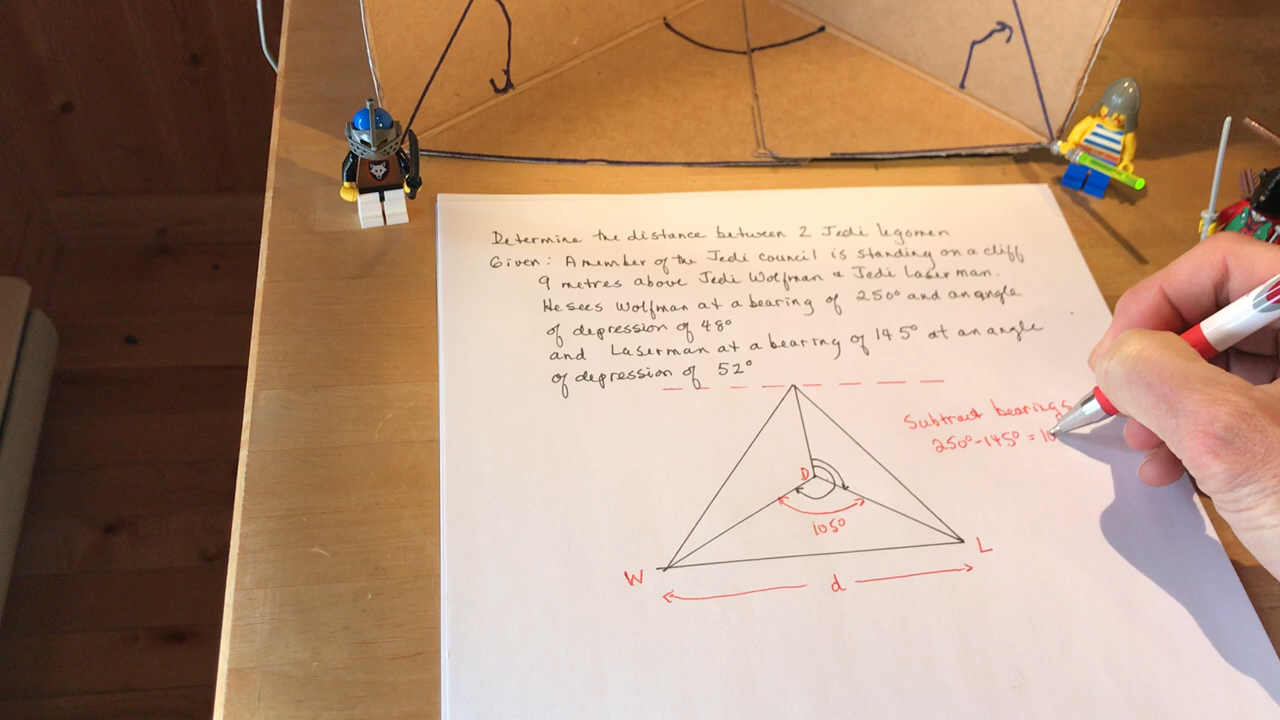 Determine the distance between 2 Jedi legomen
Given: A member of the Jedi council is standing on a cliff
9 metres above Jedi Wolfman & Jedi Laserman.
He sees Wolfman at a bearing of 250° and an angle
of depression of 48°
and Laserman at a bearing of 145° at an angle
of depression of 52°
Subtract bearings
250°-145° = 10
D
105°
W
L
d